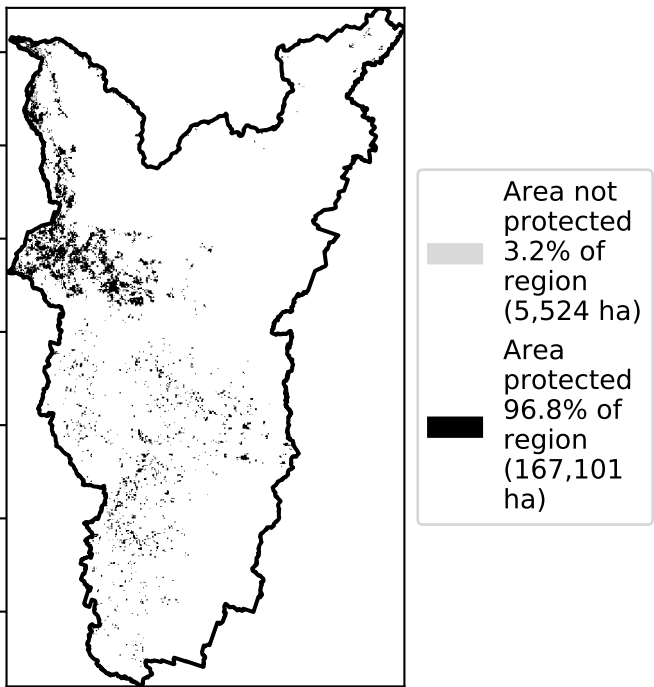 Area not
protected
3.2% of
region
(5,524 ha)
Area
protected
96.8% of
region
(167,101
ha)